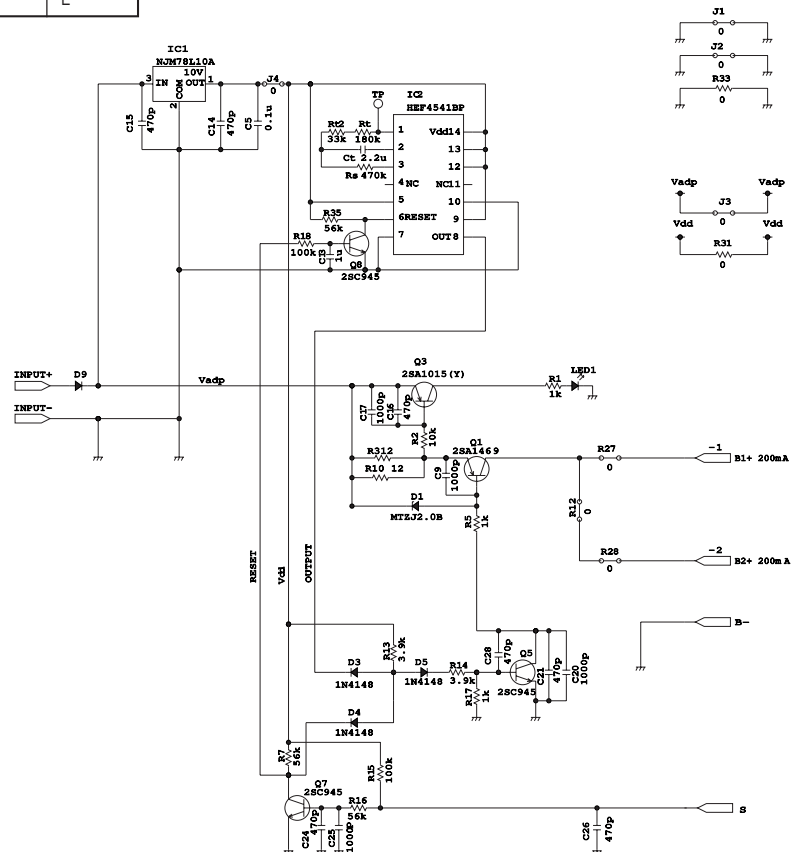 E
J1
0
J2
0
R33
0
IC1
NJM78L10A
10V
3 IN OUT 1
COM
2
J4
0
C15
470p
C14
470p
C5
0.1u
TP
IC2
HEF4541BP
Rt2 Rt
33k 180k
Ct 2.2u
Rs 470k
1 Vdd14
2 13
3 12
4 NC NC11
5 10
6RESET 9
7 OUT8
R35
56k
R18
100k
1u
Q8
2SC945
Vadp Vadp
J3
0
Vdd Vdd
R31
0
INPUT+
D9
Vadp
INPUT-
Q3
2SA1015(Y)
C17
1000p
C16
470p
R1
1k
LED1
R2
10k
Q1
2SA1469
R312
R10 12
C9
1000p
D1
MTZJ2.0B
R5
1k
R27
0
-1
B1+ 200mA
R12
0
R28
0
-2
B2+ 200mA
RESET
Vdd
OUTPUT
B-
R13
3.9k
D3
1N4148
D5
1N4148
R14
3.9k
R17
1k
C28
470p
Q5
2SC945
C21
470p
C20
1000p
D4
1N4148
R7
56k
R15
100k
Q7
2SC945
R16
56k
C24
470p
C25
1000p
C26
470p
S